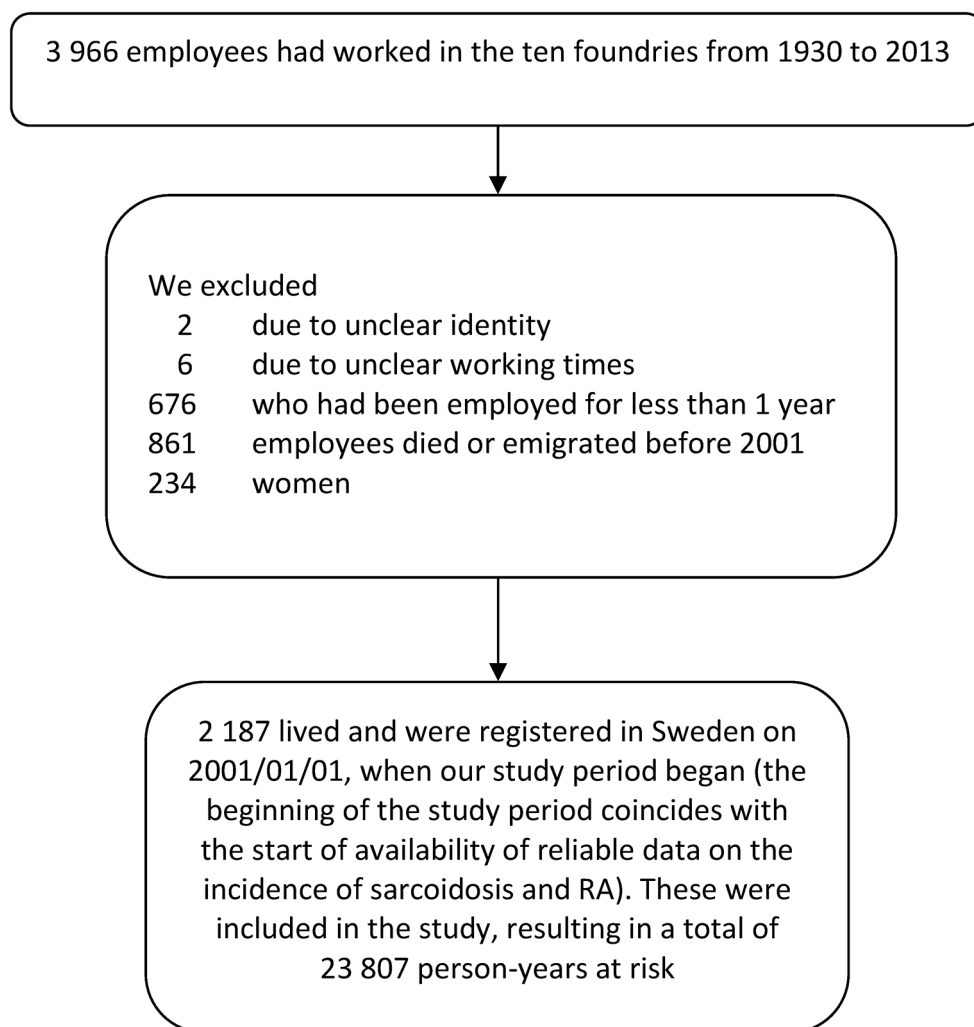 3 966 employees had worked in the ten foundries from 1930 to 2013
We excluded
2 due to unclear identity
6 due to unclear working times
676 who had been employed for less than 1 year
861 employees died or emigrated before 2001
234 women
2 187 lived and were registered in Sweden on
2001/01/01, when our study period began (the
beginning of the study period coincides with
the start of availability of reliable data on the
incidence of sarcoidosis and RA). These were
included in the study, resulting in a total of
23 807 person-years at risk